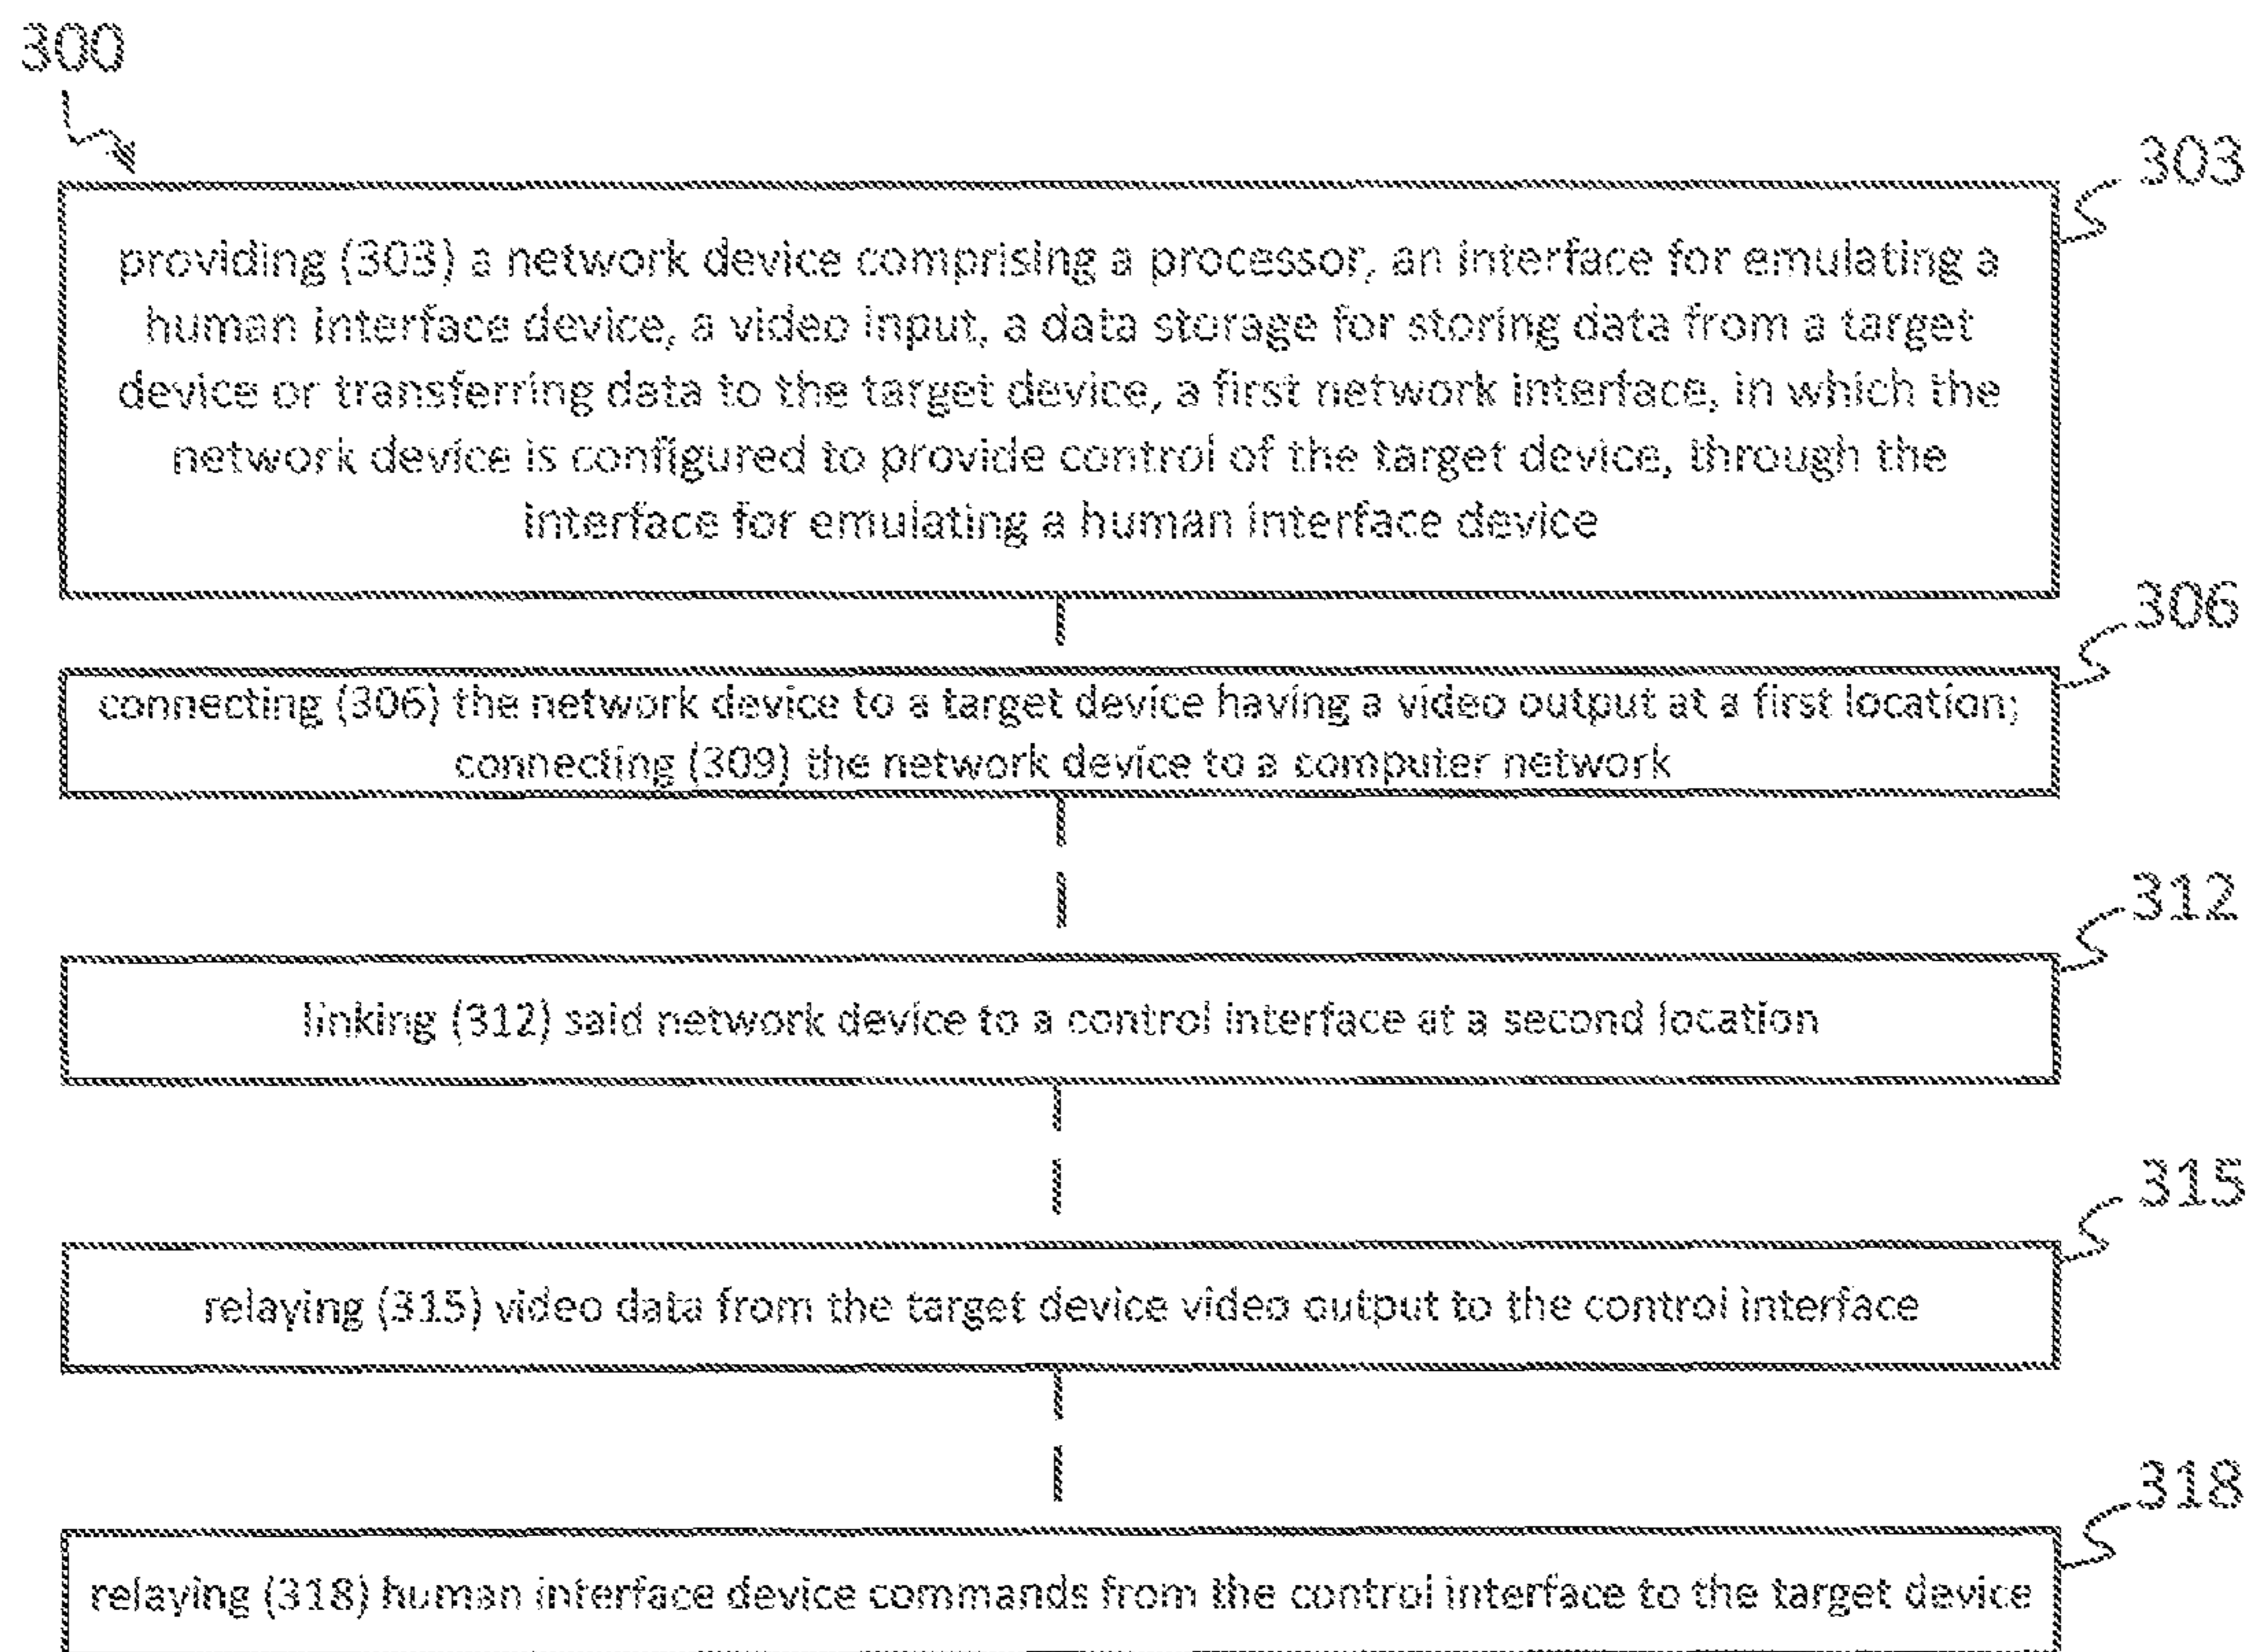 300
303
providing (303) a network device comprising a processor, an interface for emulating a
human interface device, a video input, a data storage for storing data from a target
device or transferring data to the target device, a first network interface, in which the
network device is configured to provide control of the target device, through the
interface for emulating a human interface device
306
connecting (306) the network device to a target device having a video output at a first location;
connecting (309) the network device to a computer network
312
linking (312) said network device to a control interface at a second location
315
relaying (315) video data from the target device video output to the control interface
318
relaying (318) human interface device commands from the control interface to the target device